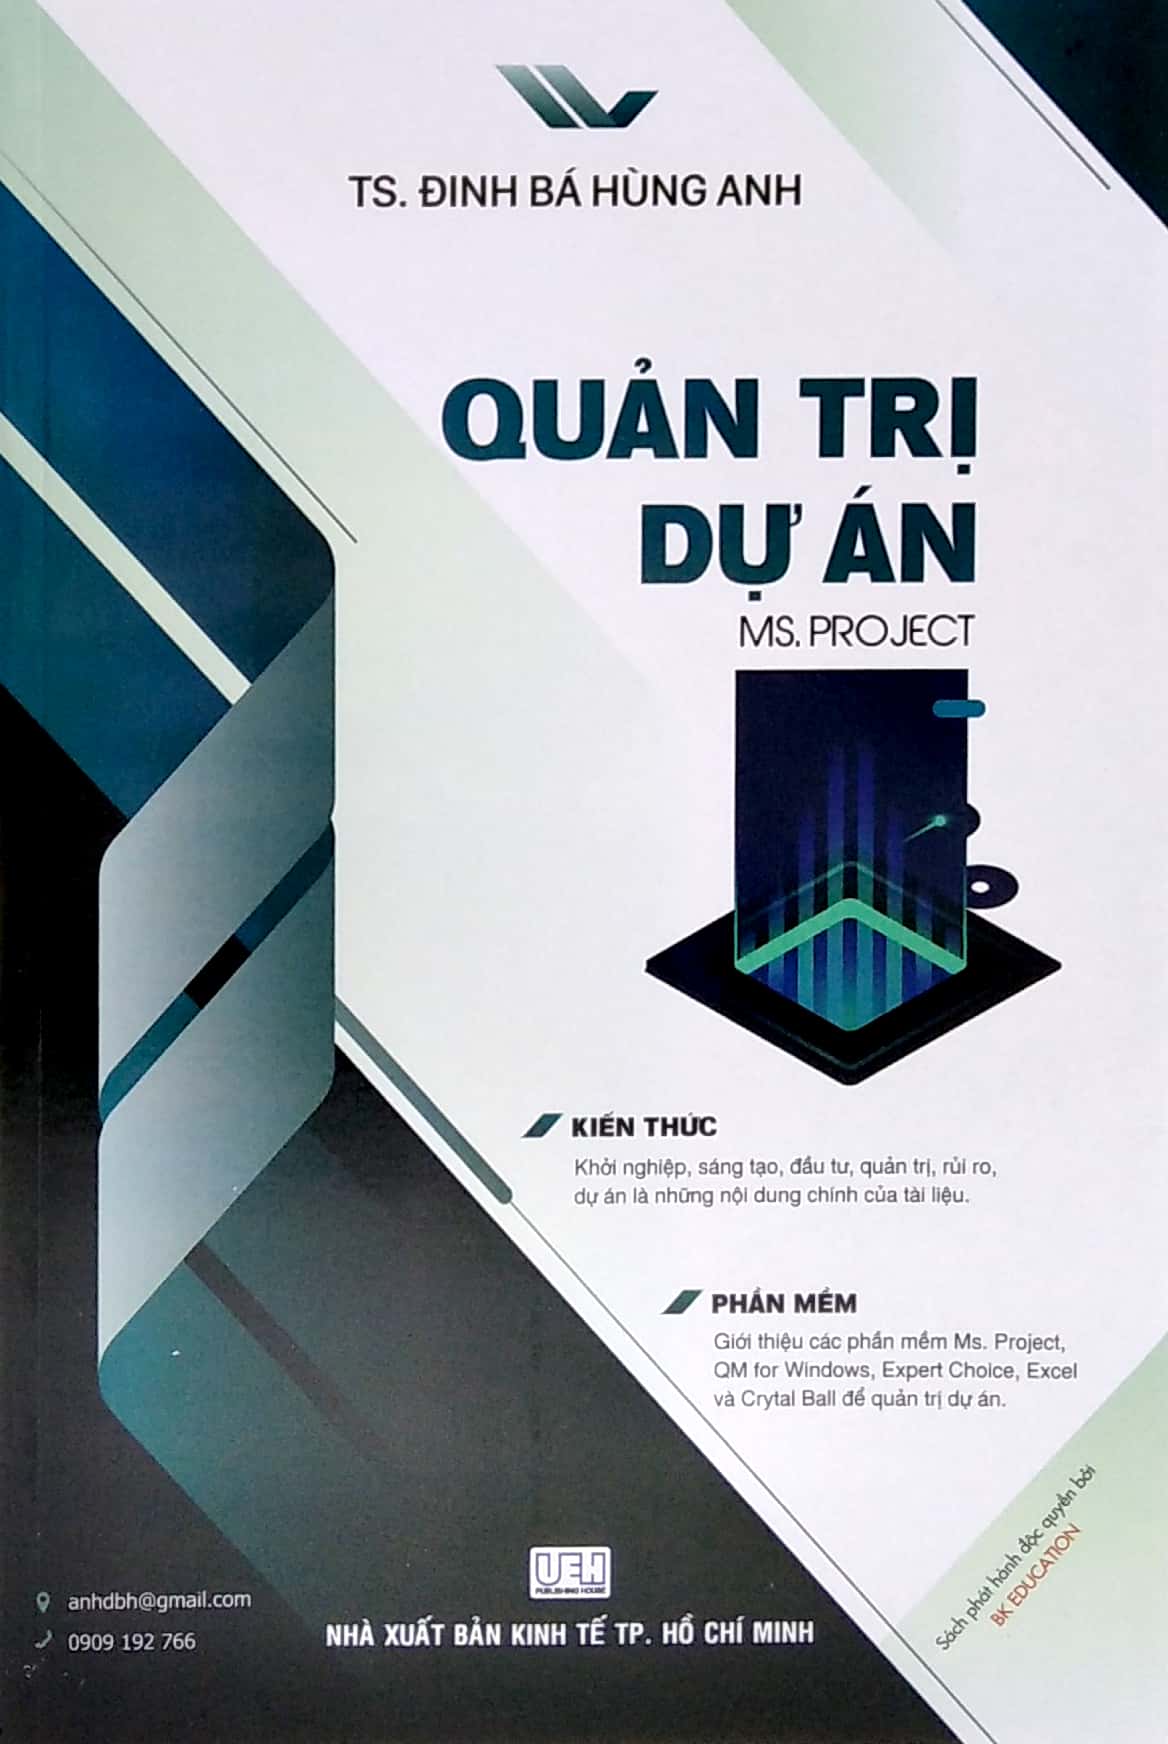 TS. ĐINH BÁ HÙNG ANH
QUẢN TRỊ
DỰ ÁN
MS. PROJECT
KIẾN THỨC
Khởi nghiệp, sáng tạo, đầu tư, quản trị, rủi ro,
dự án là những nội dung chính của tài liệu.
PHẦN MỀM
Giới thiệu các phần mềm Ms. Project,
QM for Windows, Expert Choice, Excel
và Crytal Ball để quản trị dự án.
Sách phát hành độc quyền bởi
BK EDUCATION
UEH
PUBLISHING HOUSE
NHÀ XUẤT BẢN KINH TẾ TP. HỒ CHÍ MINH
anhdbh@gmail.com
0909 192 766